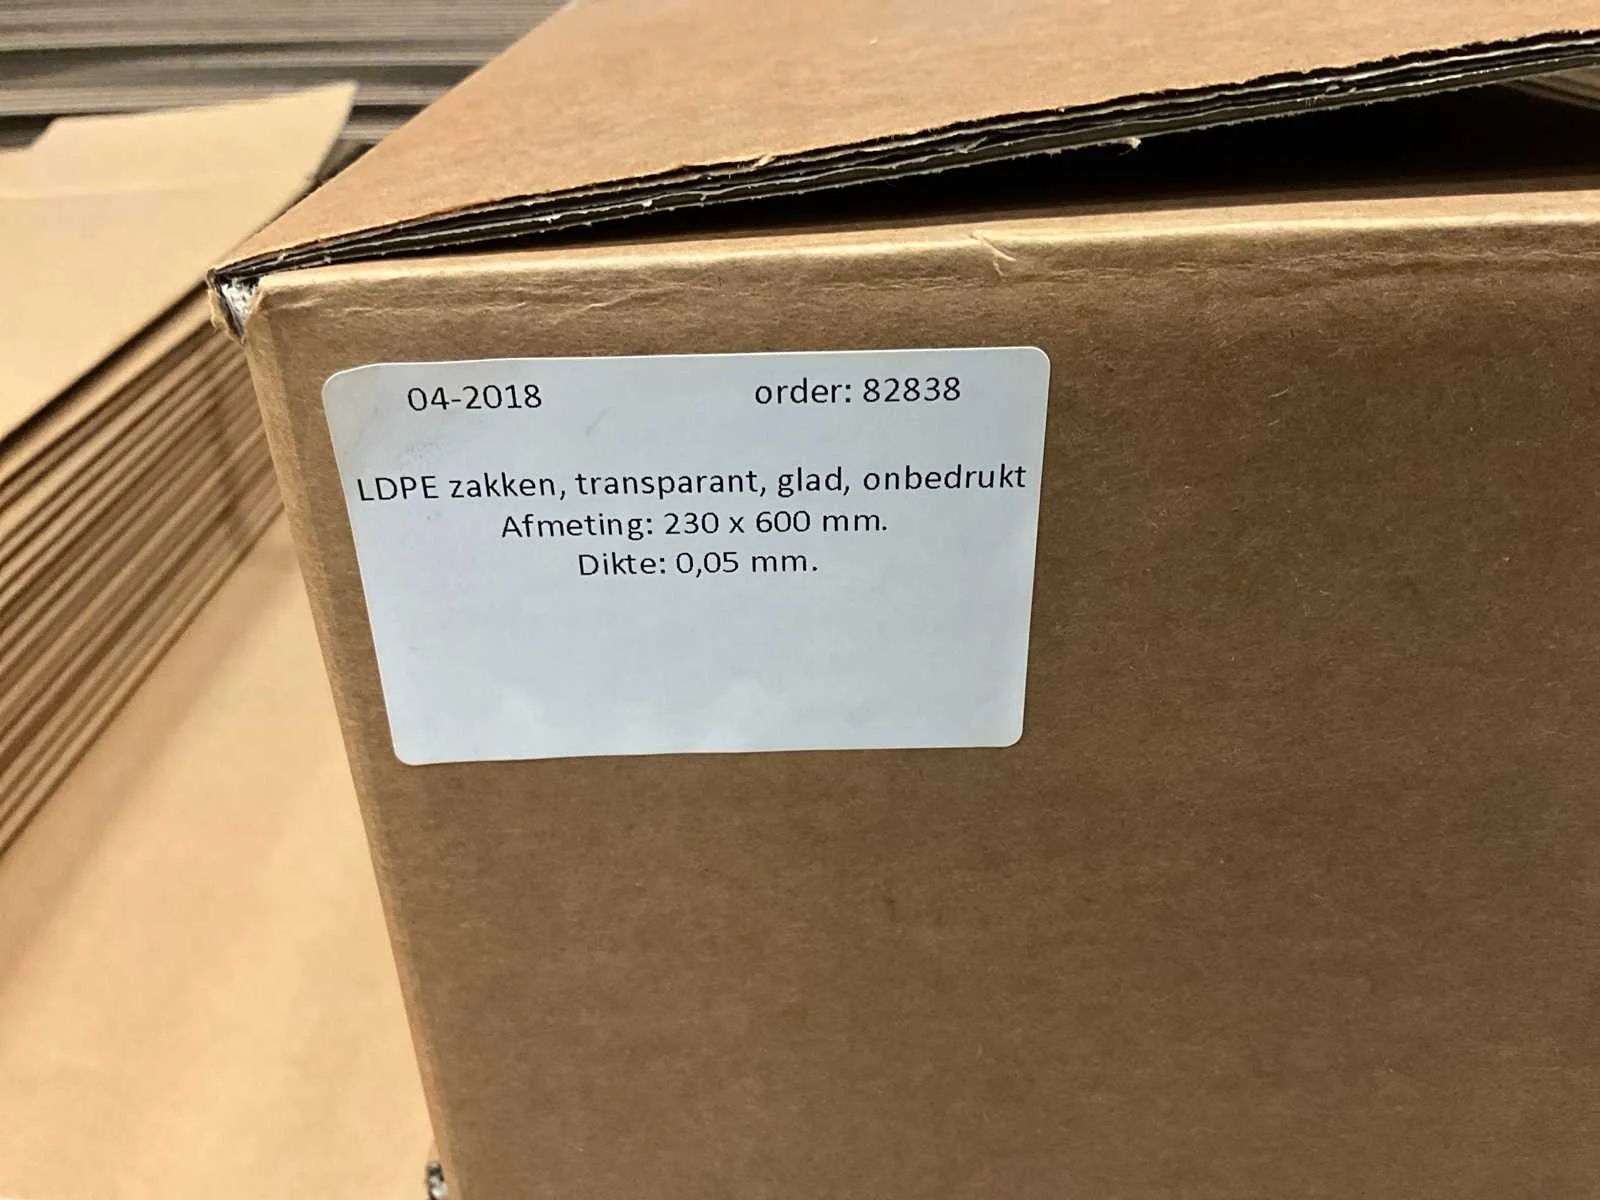 04-2018 order: 82838
LDPE zakken, transparant, glad, onbedrukt
Afmeting: 230 x 600 mm.
Dikte: 0,05 mm.